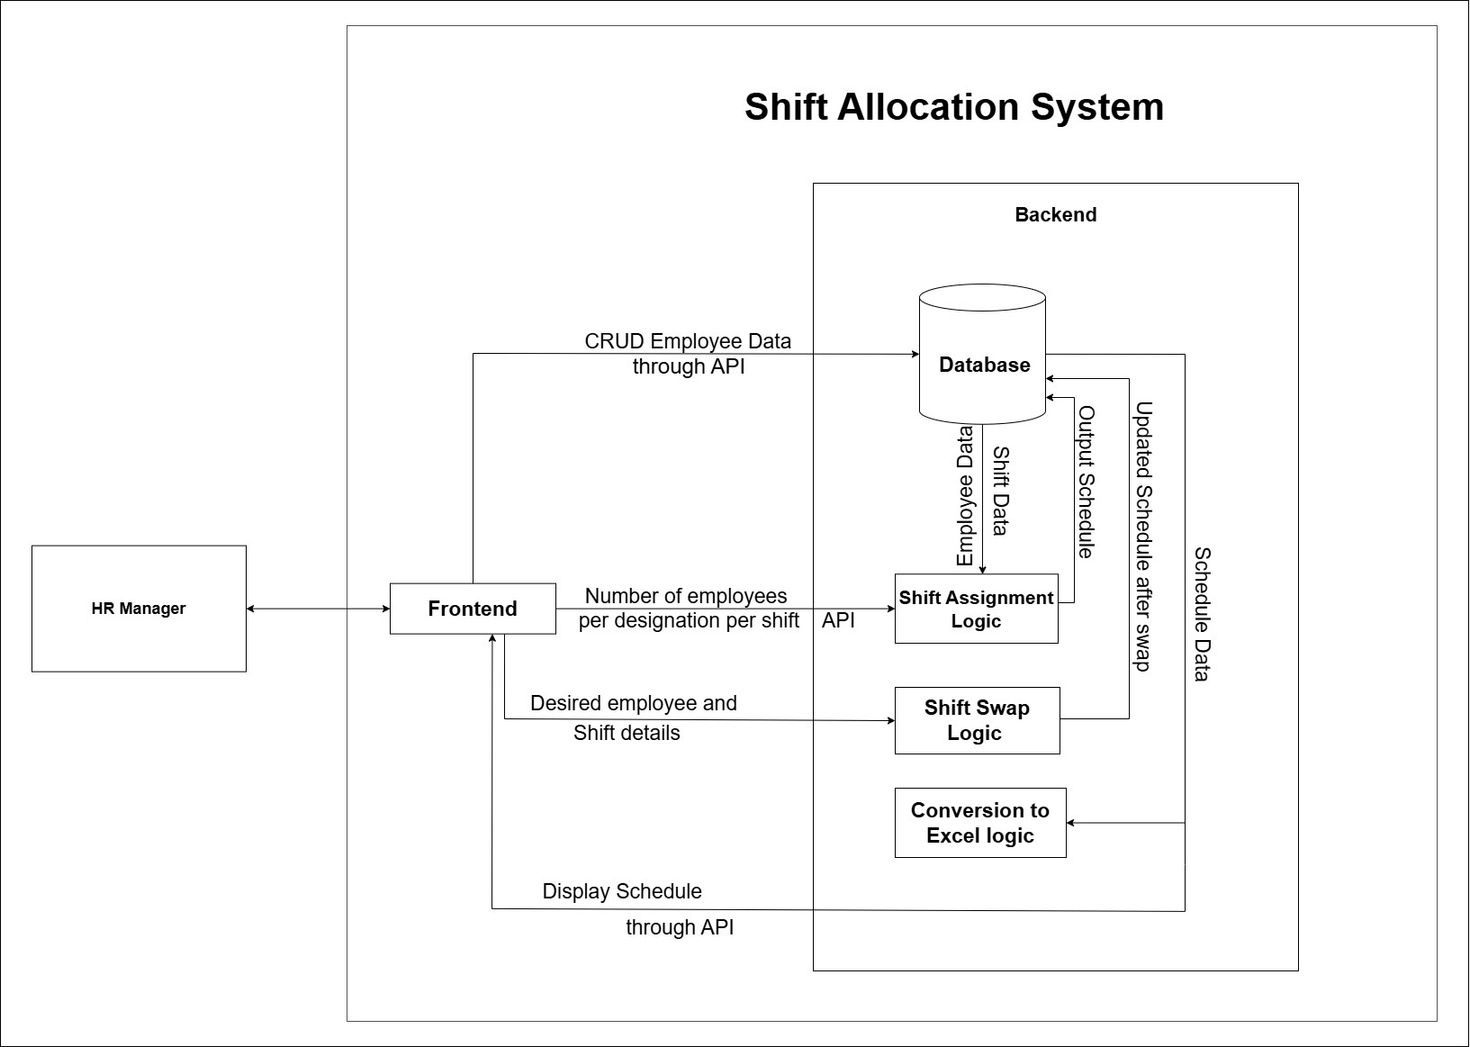 Shift Allocation System
Backend
CRUD Employee Data
through API
Database
Employee Data
Shift Data
Output Schedule
Updated Schedule after swap
Schedule Data
HR Manager
Frontend
Number of employees
per designation per shift
API
Shift Assignment
Logic
Desired employee and
Shift details
Shift Swap
Logic
Conversion to
Excel logic
Display Schedule
through API